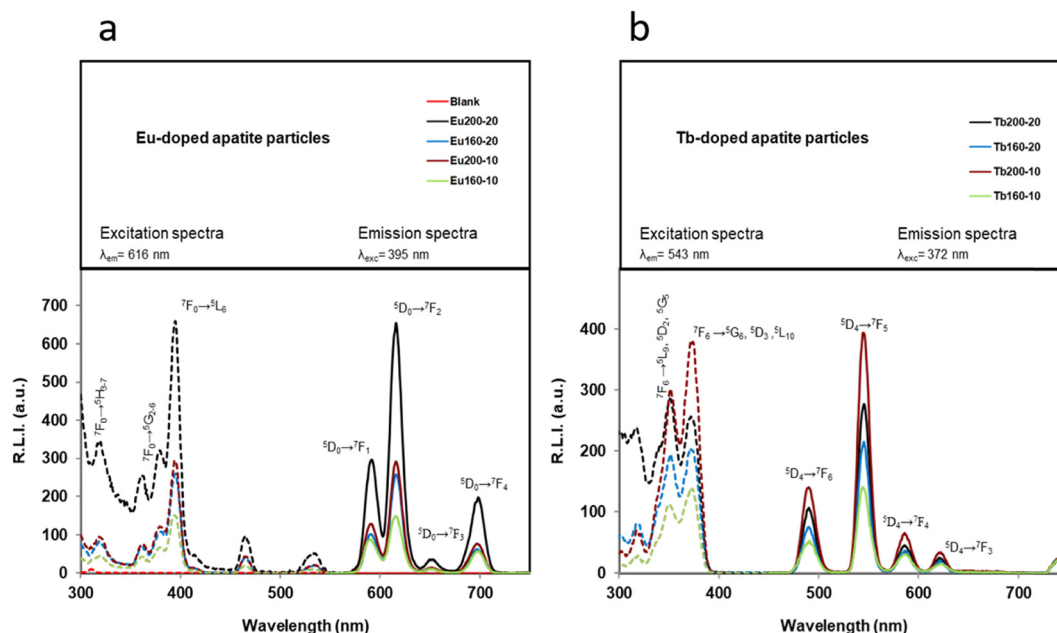 a
Blank
Eu200-20
Eu160-20
Eu200-10
Eu160-10
Eu-doped apatite particles
Excitation spectra
λem= 616 nm
Emission spectra
λexc= 395 nm
R.L.I. (a.u.)
700
600
500
400
300
200
100
0
⁷F₀→⁵H₃₋₇
⁷F₀→⁵G₂₋₆
⁷F₀→⁵L₆
⁵D₀→⁷F₁
⁵D₀→⁷F₂
⁵D₀→⁷F₃
⁵D₀→⁷F₄
300
400
500
600
700
Wavelength (nm)
b
Tb200-20
Tb160-20
Tb200-10
Tb160-10
Tb-doped apatite particles
Excitation spectra
λem= 543 nm
Emission spectra
λexc= 372 nm
R.L.I. (a.u.)
400
300
200
100
0
⁷F₆→⁵L₉, ⁵D₂, ⁵G₅
⁷F₆→⁵G₆, ⁵D₃, ⁵L₁₀
⁵D₄→⁷F₆
⁵D₄→⁷F₅
⁵D₄→⁷F₄
⁵D₄→⁷F₃
300
400
500
600
700
Wavelength (nm)